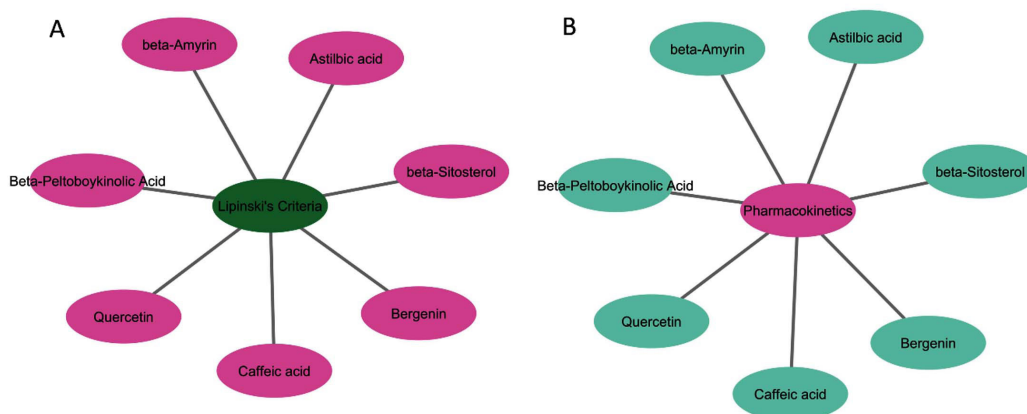 A
beta-Amyrin
Astilbic acid
Beta-Peltoboykinolic Acid
beta-Sitosterol
Lipinski's Criteria
Quercetin
Bergenin
Caffeic acid
B
beta-Amyrin
Astilbic acid
Beta-Peltoboykinolic Acid
beta-Sitosterol
Pharmacokinetics
Quercetin
Bergenin
Caffeic acid